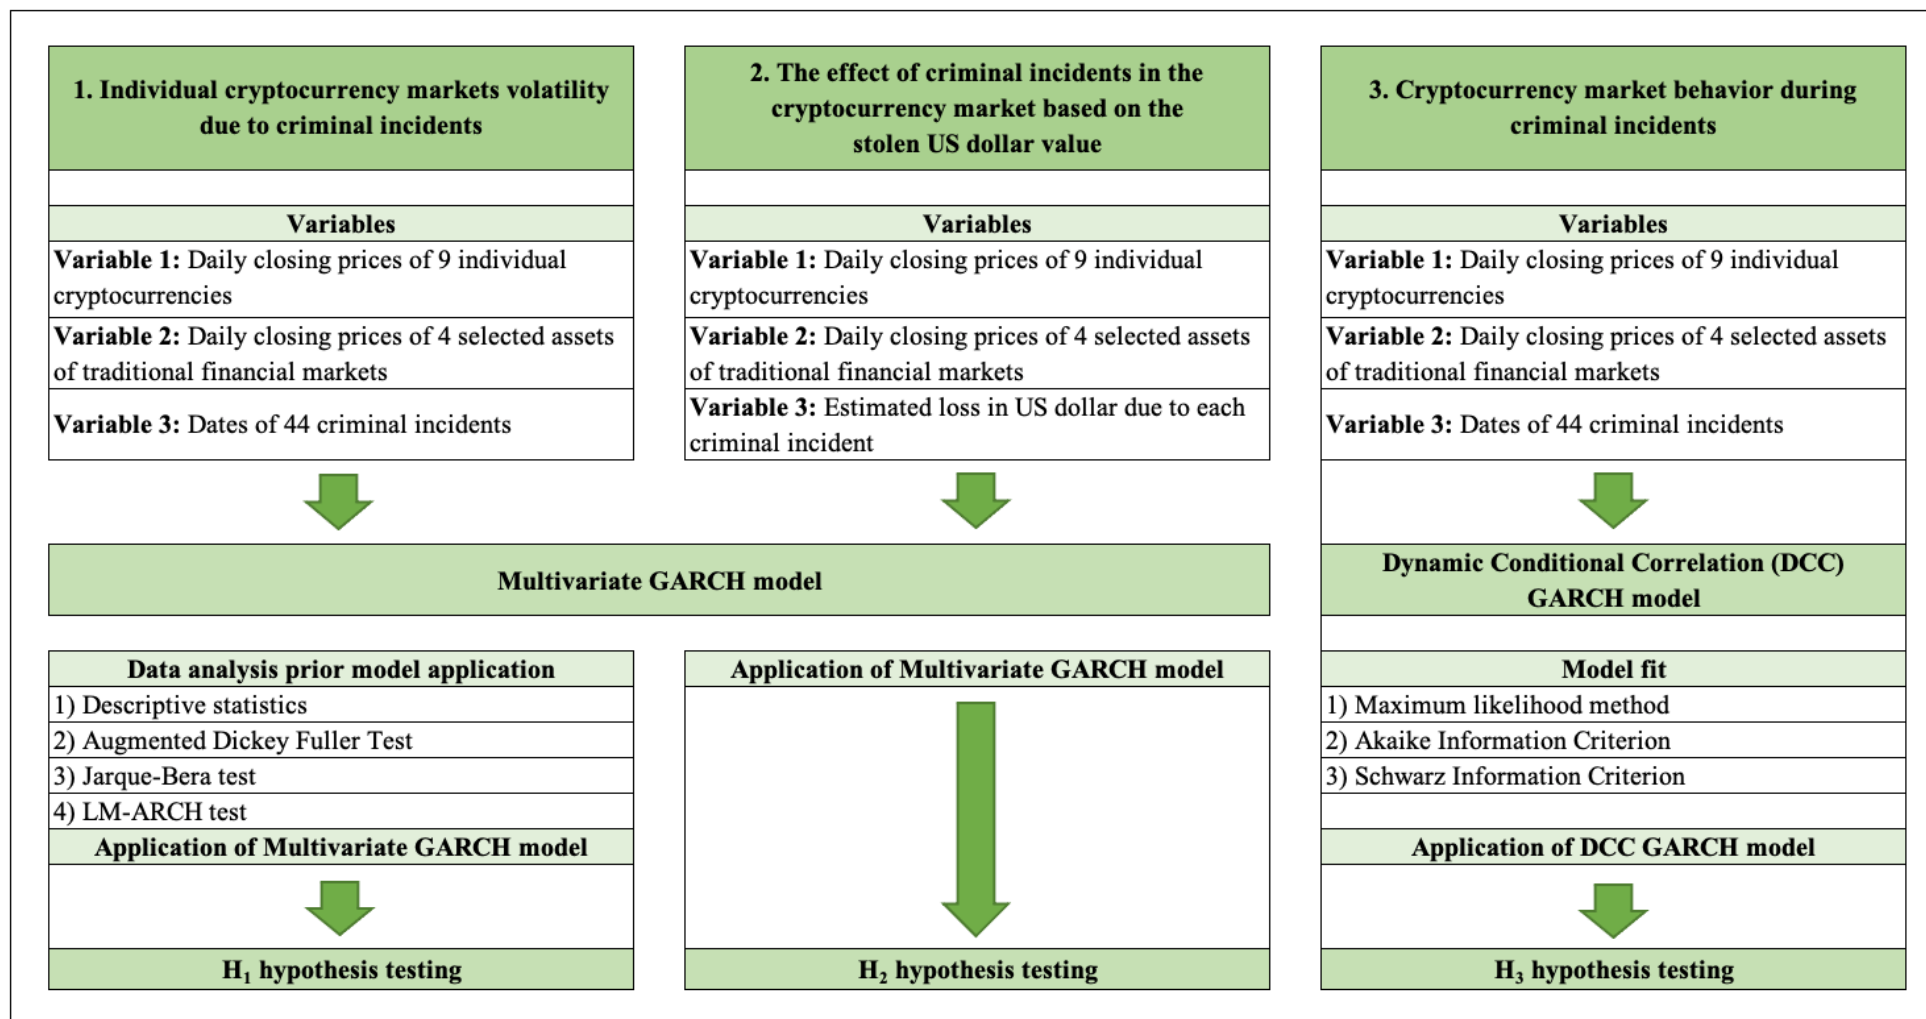 1. Individual cryptocurrency markets volatility
due to criminal incidents
Variables
Variable 1: Daily closing prices of 9 individual
cryptocurrencies
Variable 2: Daily closing prices of 4 selected assets
of traditional financial markets
Variable 3: Dates of 44 criminal incidents
2. The effect of criminal incidents in the
cryptocurrency market based on the
stolen US dollar value
Variables
Variable 1: Daily closing prices of 9 individual
cryptocurrencies
Variable 2: Daily closing prices of 4 selected assets
of traditional financial markets
Variable 3: Estimated loss in US dollar due to each
criminal incident
Multivariate GARCH model
Data analysis prior model application
1) Descriptive statistics
2) Augmented Dickey Fuller Test
3) Jarque-Bera test
4) LM-ARCH test
Application of Multivariate GARCH model
H₁ hypothesis testing
Application of Multivariate GARCH model
H₂ hypothesis testing
3. Cryptocurrency market behavior during
criminal incidents
Variables
Variable 1: Daily closing prices of 9 individual
cryptocurrencies
Variable 2: Daily closing prices of 4 selected assets
of traditional financial markets
Variable 3: Dates of 44 criminal incidents
Dynamic Conditional Correlation (DCC)
GARCH model
Model fit
1) Maximum likelihood method
2) Akaike Information Criterion
3) Schwarz Information Criterion
Application of DCC GARCH model
H₃ hypothesis testing